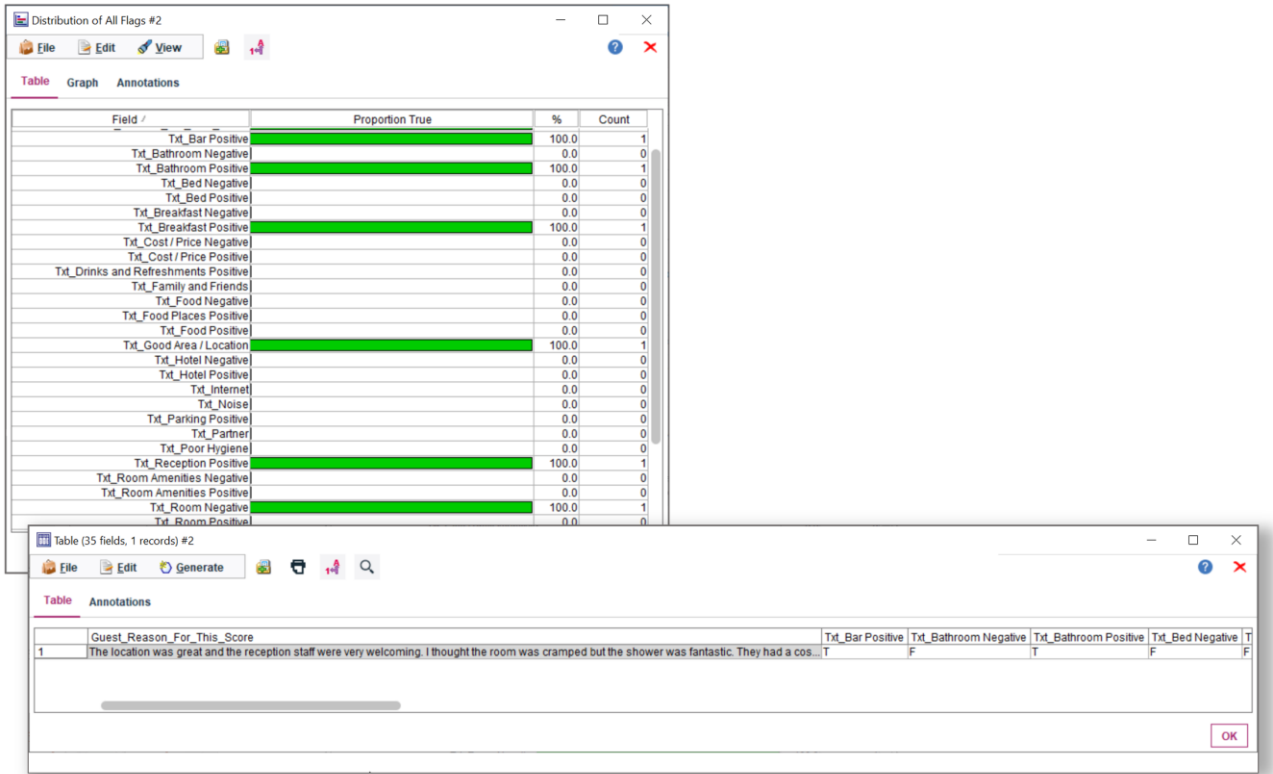 Distribution of All Flags #2
File Edit View
Table Graph Annotations
Field Proportion True % Count
Txt_Bar Positive 100.0 1
Txt_Bathroom Negative 0.0 0
Txt_Bathroom Positive 100.0 1
Txt_Bed Negative 0.0 0
Txt_Bed Positive 0.0 0
Txt_Breakfast Negative 0.0 0
Txt_Breakfast Positive 100.0 1
Txt_Cost / Price Negative 0.0 0
Txt_Cost / Price Positive 0.0 0
Txt_Drinks and Refreshments Positive 0.0 0
Txt_Family and Friends 0.0 0
Txt_Food Negative 0.0 0
Txt_Food Places Positive 0.0 0
Txt_Food Positive 0.0 0
Txt_Good Area / Location 100.0 1
Txt_Hotel Negative 0.0 0
Txt_Hotel Positive 0.0 0
Txt_Internet 0.0 0
Txt_Noise 0.0 0
Txt_Parking Positive 0.0 0
Txt_Partner 0.0 0
Txt_Poor Hygiene 0.0 0
Txt_Reception Positive 100.0 1
Txt_Room Amenities Negative 0.0 0
Txt_Room Amenities Positive 0.0 0
Txt_Room Negative 100.0 1
Txt_Room Positive 0.0 0
Table (35 fields, 1 records) #2
File Edit Generate
Table Annotations
Guest_Reason_For_This_Score Txt_Bar Positive Txt_Bathroom Negative Txt_Bathroom Positive Txt_Bed Negative T
1 The location was great and the reception staff were very welcoming. I thought the room was cramped but the shower was fantastic. They had a cos... T F T F F
OK